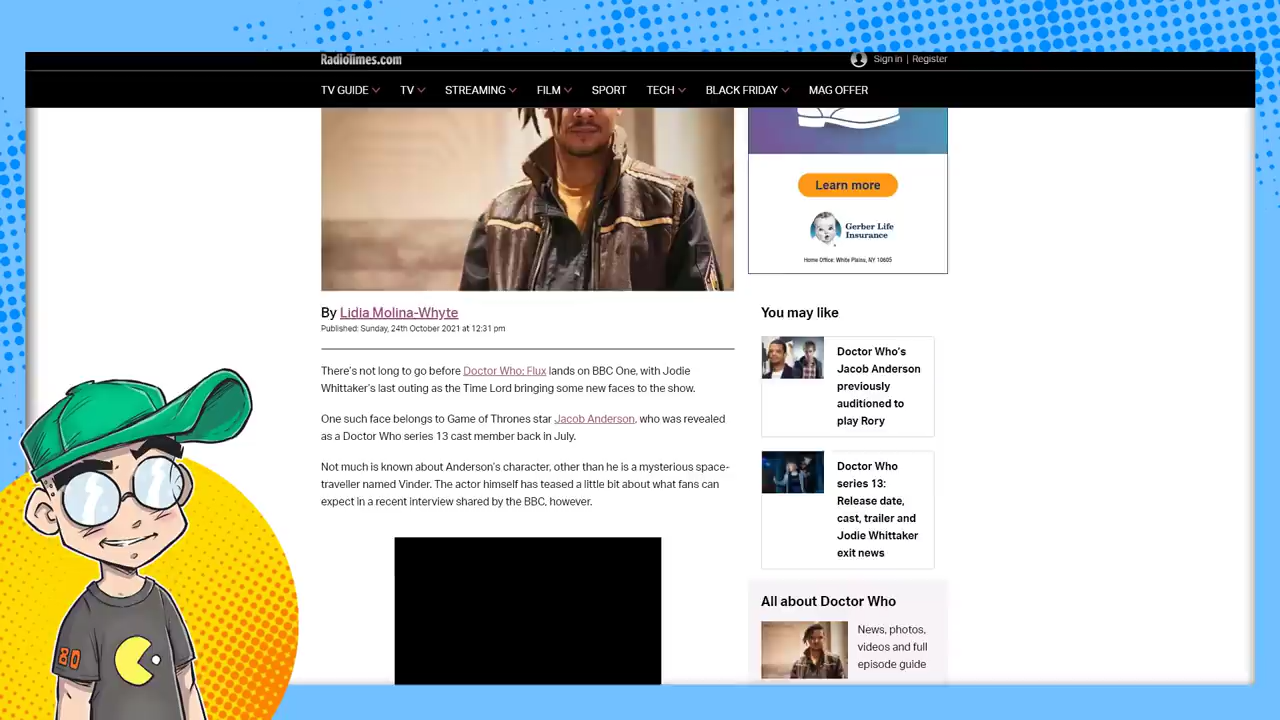 RadioTimes.com
Sign in | Register
TV GUIDE TV STREAMING FILM SPORT TECH BLACK FRIDAY MAG OFFER
Learn more
Gerber Life
Insurance
Home Office: White Plains, NY 10605
By Lidia Molina-Whyte
Published: Sunday, 24th October 2021 at 12:31 pm
There's not long to go before Doctor Who: Flux lands on BBC One, with Jodie
Whittaker's last outing as the Time Lord bringing some new faces to the show.
One such face belongs to Game of Thrones star Jacob Anderson, who was revealed
as a Doctor Who series 13 cast member back in July.
Not much is known about Anderson's character, other than he is a mysterious space-
traveller named Vinder. The actor himself has teased a little bit about what fans can
expect in a recent interview shared by the BBC, however.
You may like
Doctor Who's
Jacob Anderson
previously
auditioned to
play Rory
Doctor Who
series 13:
Release date,
cast, trailer and
Jodie Whittaker
exit news
All about Doctor Who
News, photos,
videos and full
episode guide
80